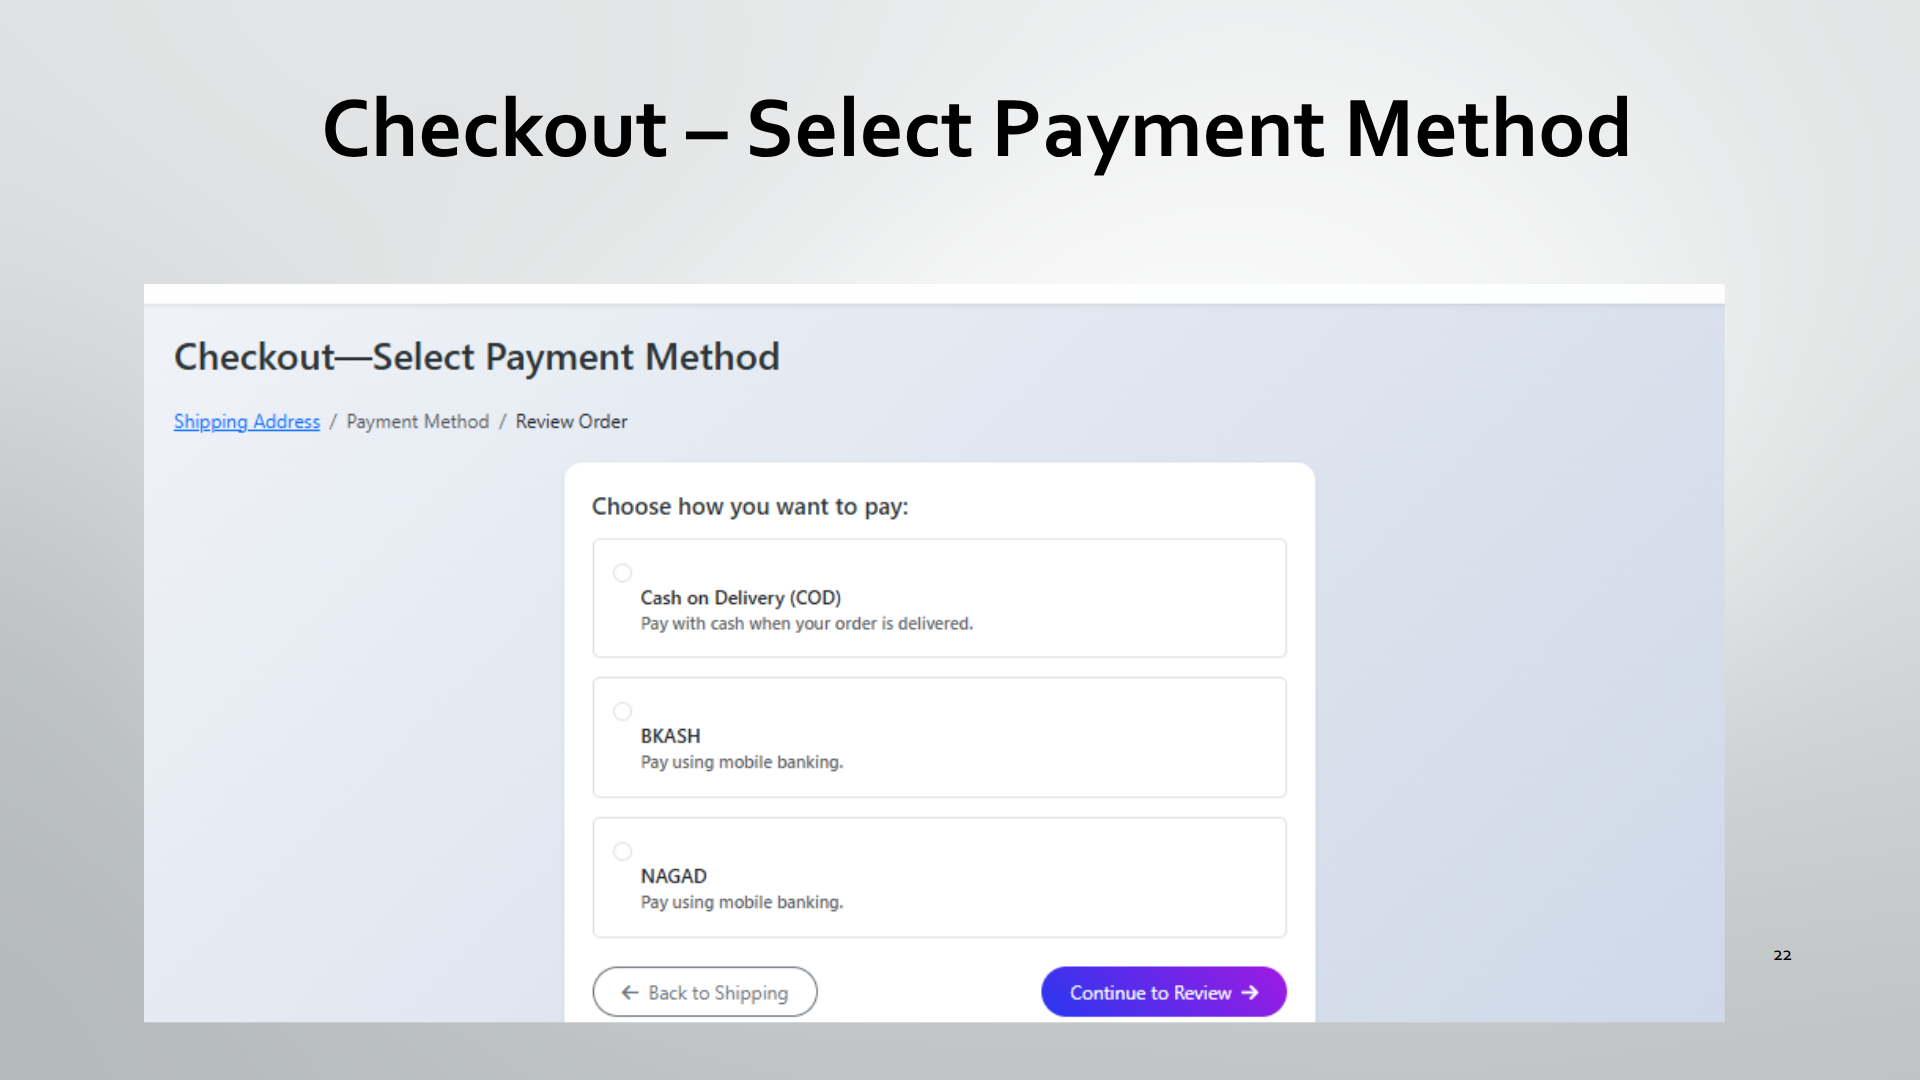 Checkout – Select Payment Method
Checkout—Select Payment Method
Shipping Address / Payment Method / Review Order
Choose how you want to pay:
Cash on Delivery (COD)
Pay with cash when your order is delivered.
BKASH
Pay using mobile banking.
NAGAD
Pay using mobile banking.
← Back to Shipping
Continue to Review →
22